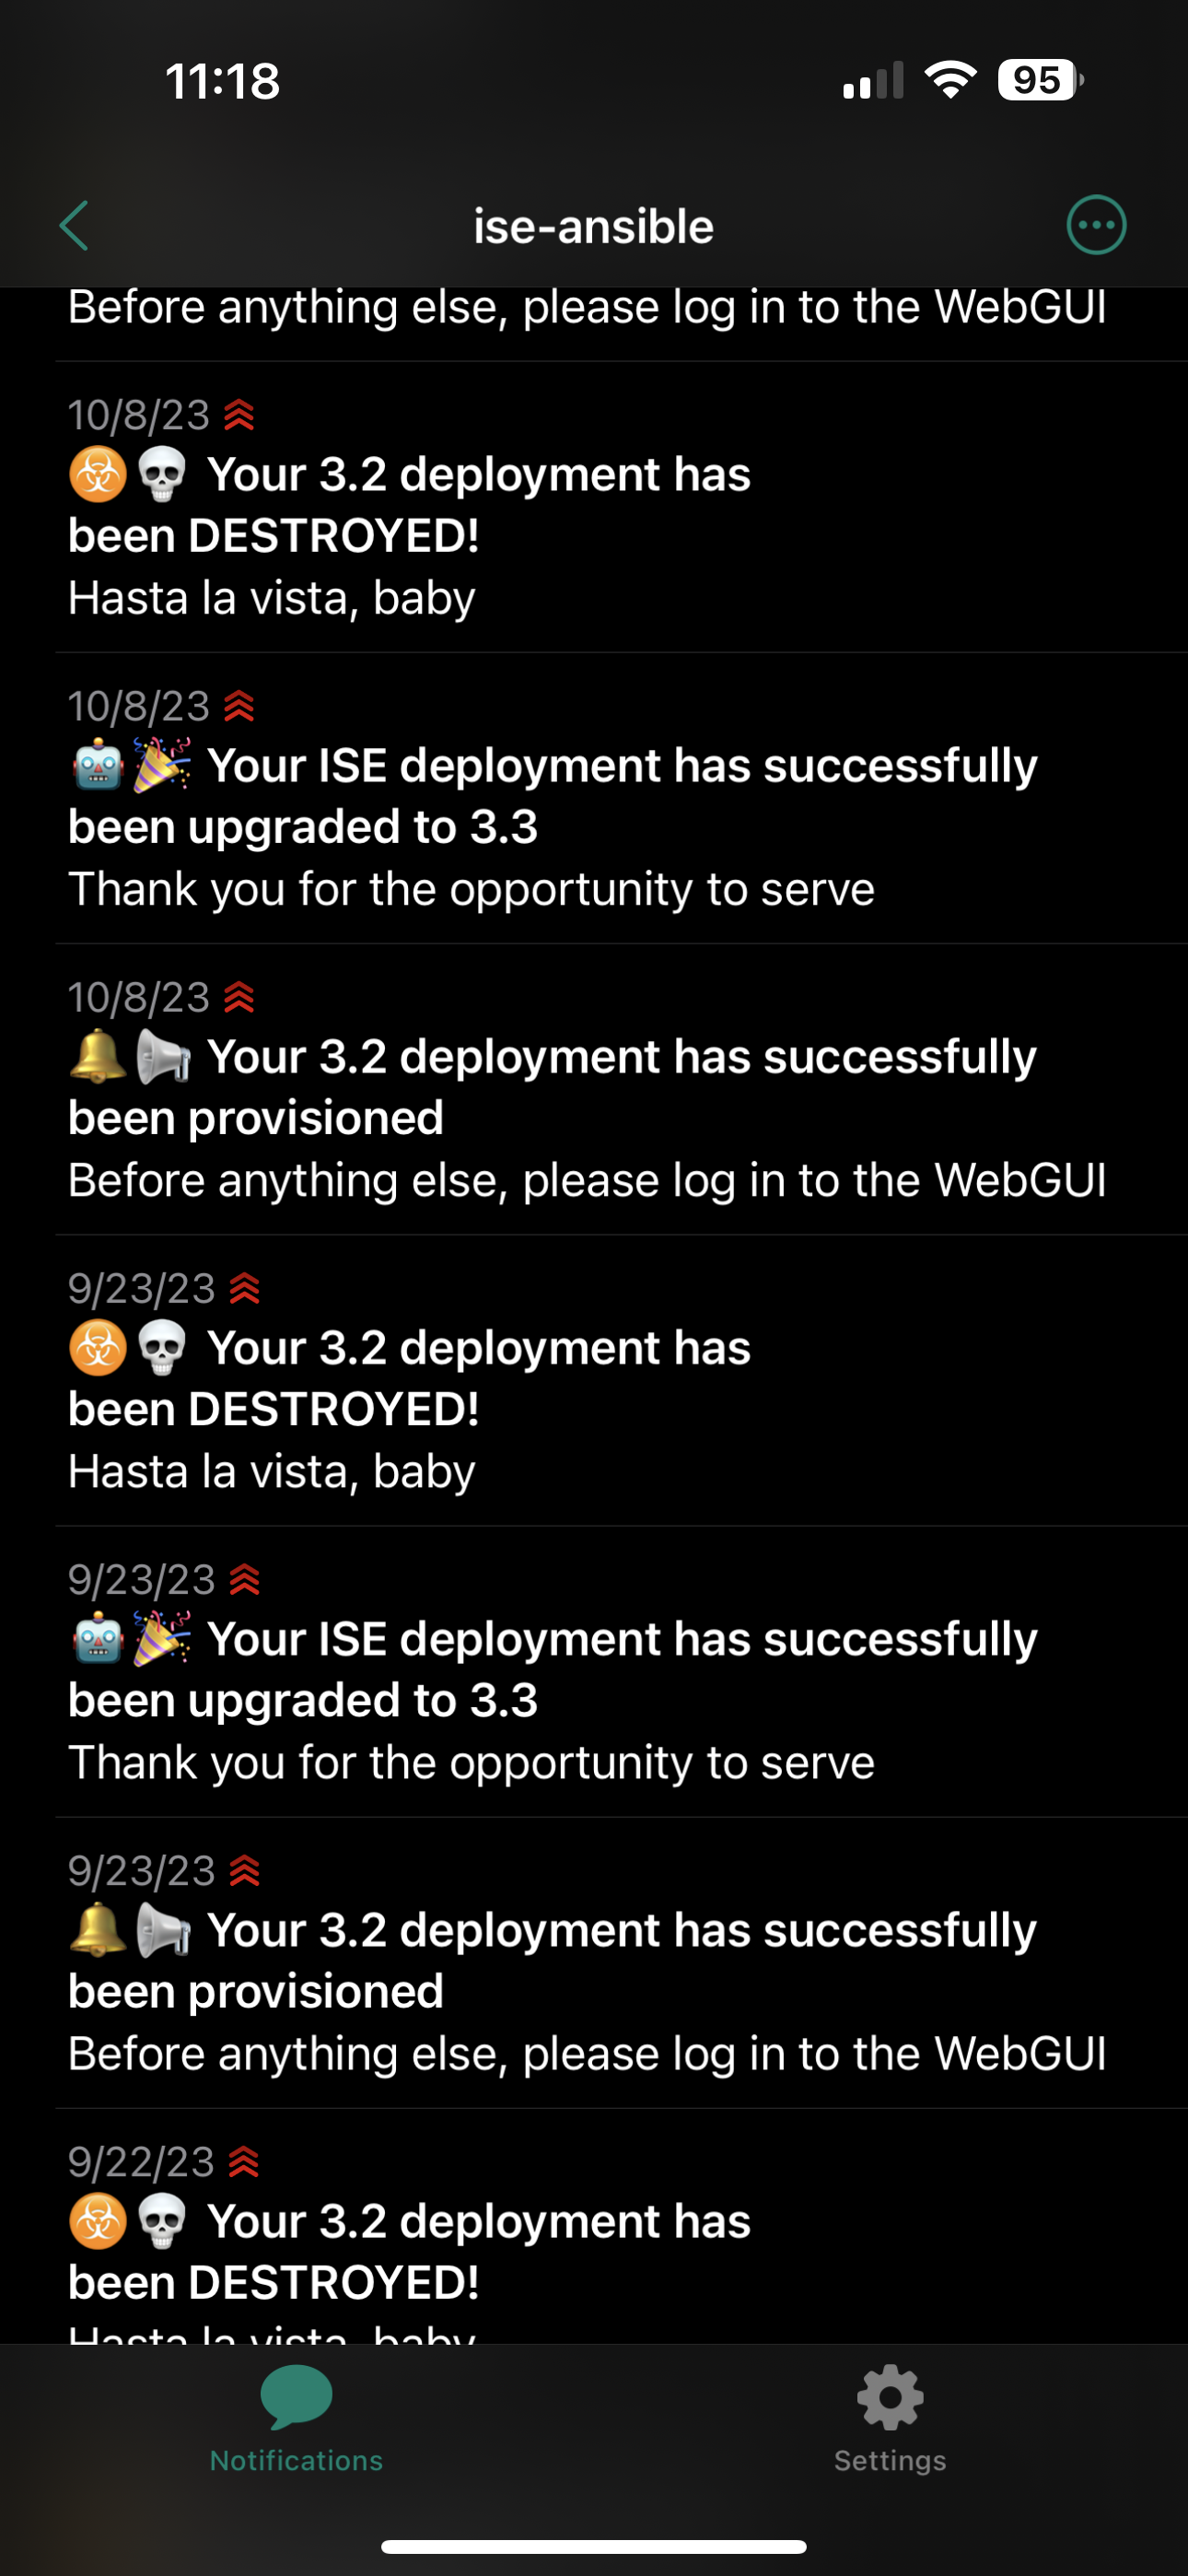 11:18
95
ise-ansible
Before anything else, please log in to the WebGUI
10/8/23
☣️💀 Your 3.2 deployment has
been DESTROYED!
Hasta la vista, baby
10/8/23
🤖🎉 Your ISE deployment has successfully
been upgraded to 3.3
Thank you for the opportunity to serve
10/8/23
🔔📢 Your 3.2 deployment has successfully
been provisioned
Before anything else, please log in to the WebGUI
9/23/23
☣️💀 Your 3.2 deployment has
been DESTROYED!
Hasta la vista, baby
9/23/23
🤖🎉 Your ISE deployment has successfully
been upgraded to 3.3
Thank you for the opportunity to serve
9/23/23
🔔📢 Your 3.2 deployment has successfully
been provisioned
Before anything else, please log in to the WebGUI
9/22/23
☣️💀 Your 3.2 deployment has
been DESTROYED!
Hasta la vista, baby
Notifications
Settings